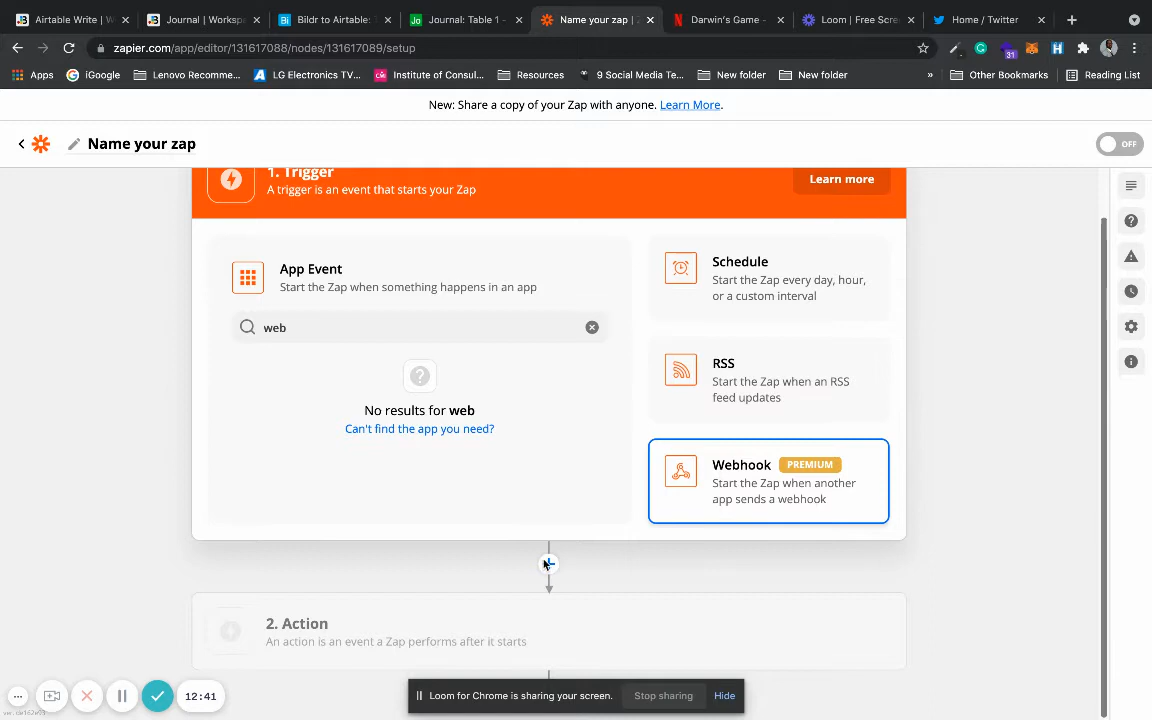 Airtable Write | W
Journal | Workspa
Bildr to Airtable: T
Journal: Table 1 -
Name your zap | Z
Darwin's Game -
Loom | Free Scre
Home / Twitter
zapier.com/app/editor/131617088/nodes/131617089/setup
31
Apps
iGoogle
Lenovo Recomme...
LG Electronics TV...
Institute of Consul...
Resources
9 Social Media Te...
New folder
New folder
»
Other Bookmarks
Reading List
New: Share a copy of your Zap with anyone. Learn More.
Name your zap
OFF
1. Trigger
A trigger is an event that starts your Zap
Learn more
App Event
Start the Zap when something happens in an app
web
No results for web
Can't find the app you need?
Schedule
Start the Zap every day, hour,
or a custom interval
RSS
Start the Zap when an RSS
feed updates
Webhook PREMIUM
Start the Zap when another
app sends a webhook
2. Action
An action is an event a Zap performs after it starts
Loom for Chrome is sharing your screen.
Stop sharing
Hide
12:41